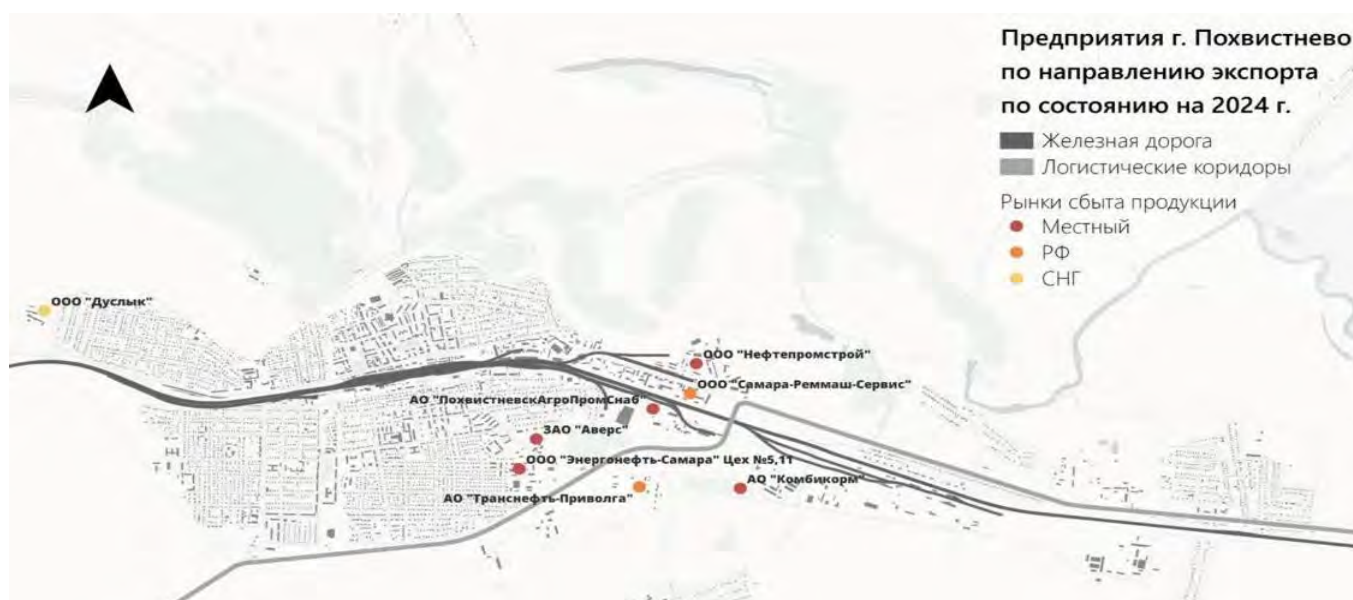 Предприятия г. Похвистнево
по направлению экспорта
по состоянию на 2024 г.
Железная дорога
Логистические коридоры
Рынки сбыта продукции
Местный
РФ
СНГ
ООО "Дуслык"
ООО "Нефтепромстрой"
ООО "Самара-Реммаш-Сервис"
АО "ПохвистневскАгроПромСнаб"
ЗАО "Аверс"
ООО "Энергонефть-Самара" Цех №5,11
АО "Комбикорм"
АО "Транснефть-Приволга"